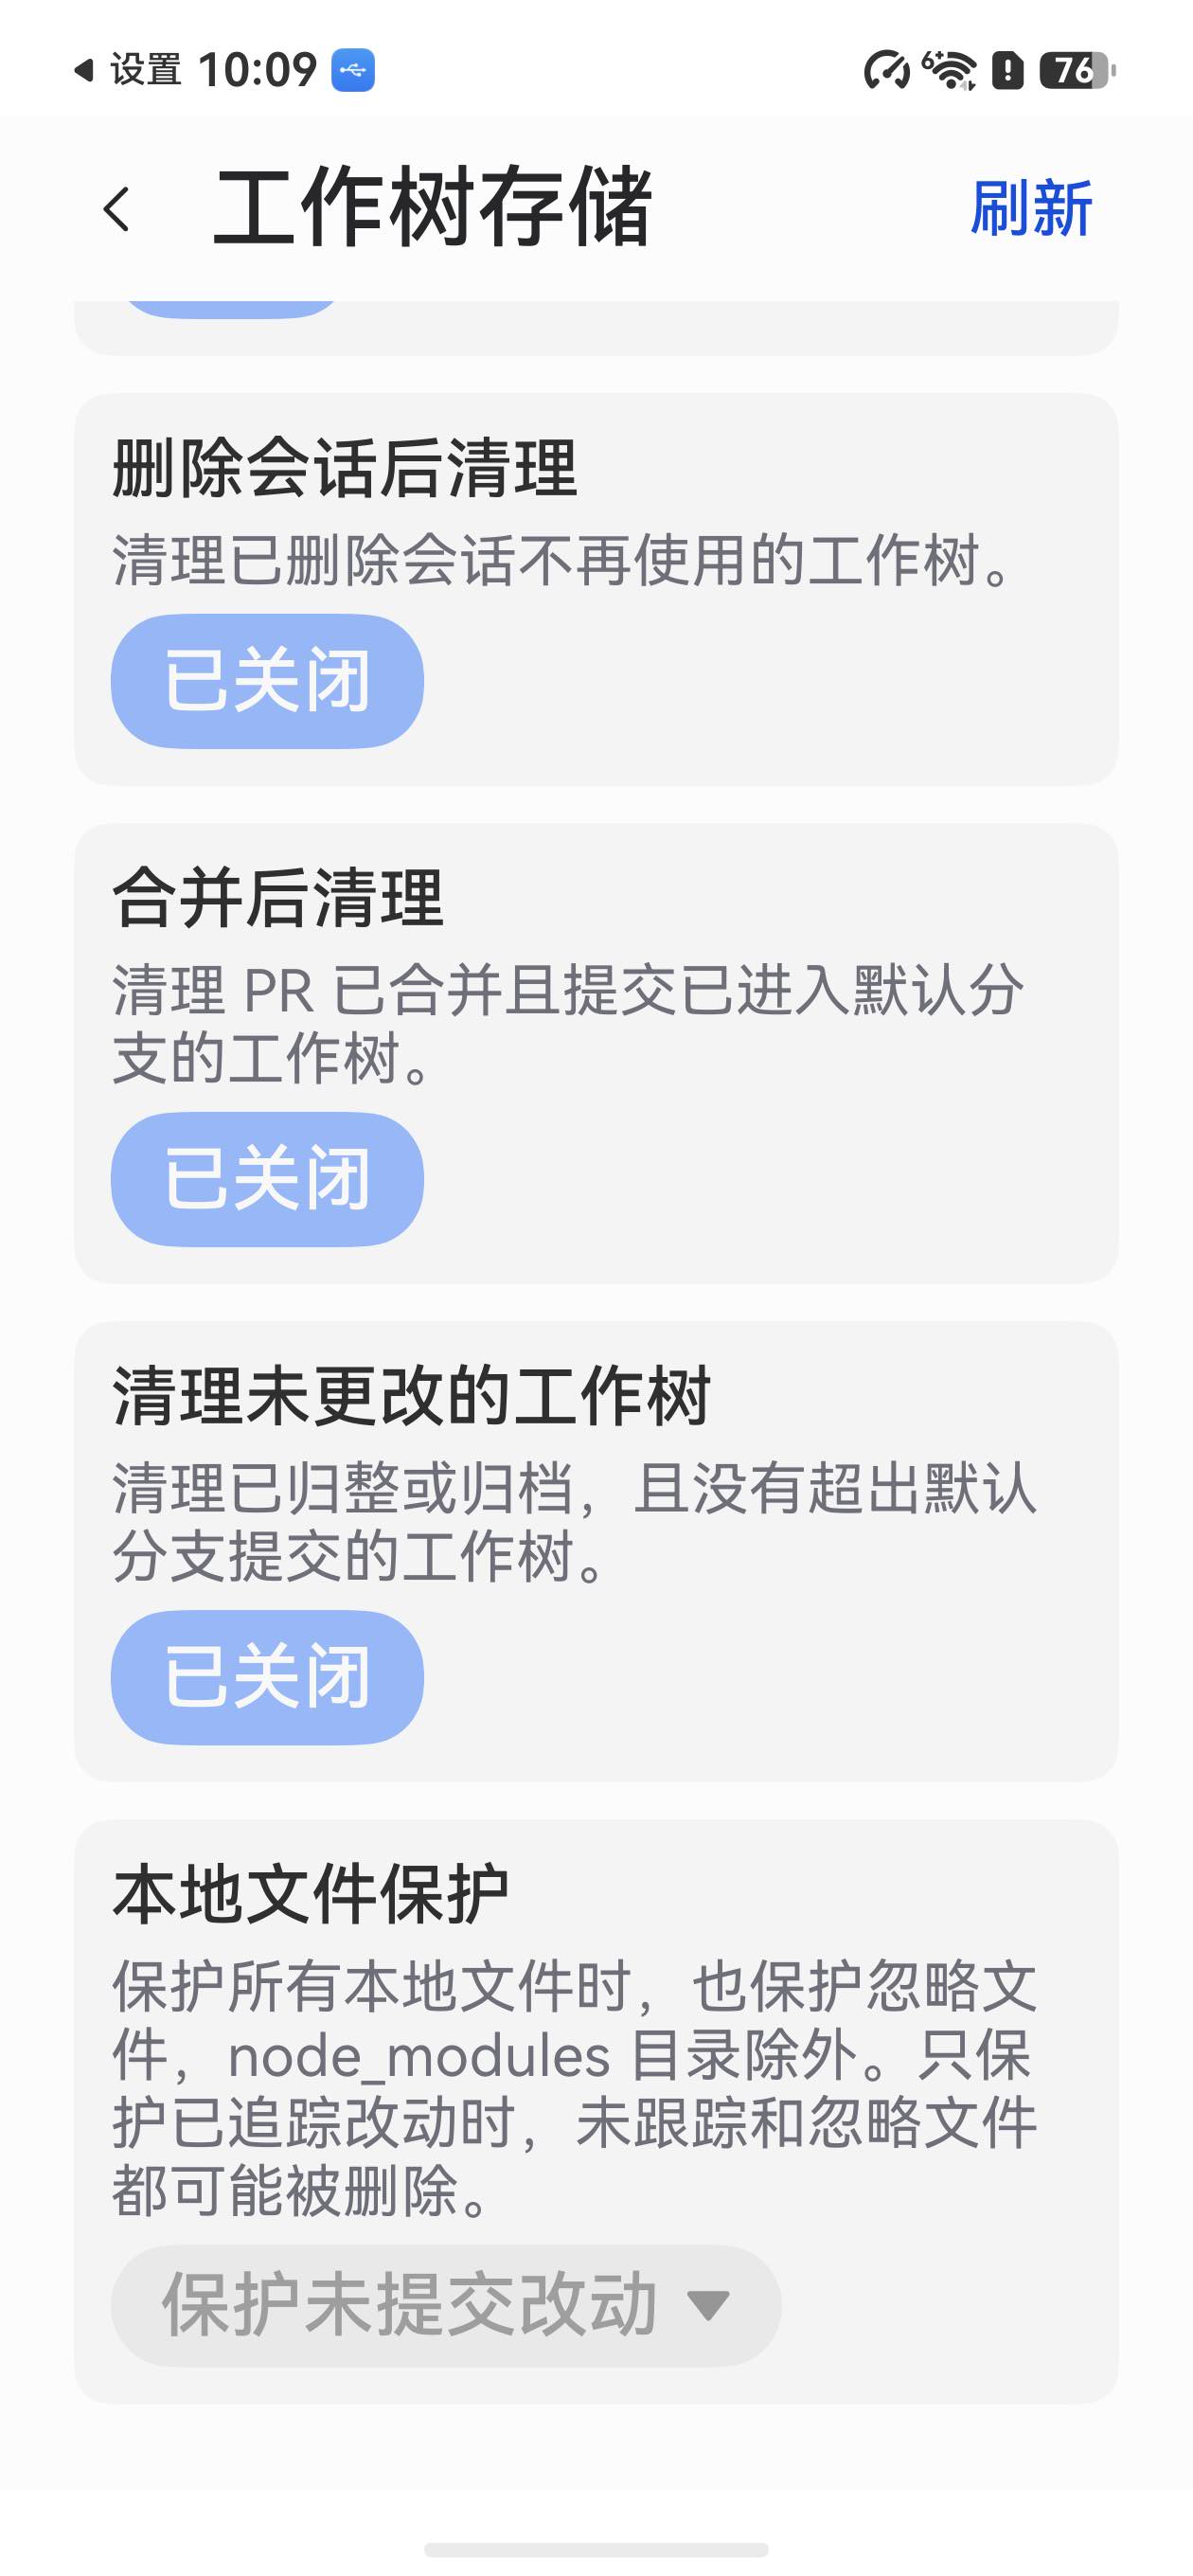 设置 10:09
6+
76
工作树存储
刷新
删除会话后清理
清理已删除会话不再使用的工作树。
已关闭
合并后清理
清理 PR 已合并且提交已进入默认分
支的工作树。
已关闭
清理未更改的工作树
清理已归整或归档，且没有超出默认
分支提交的工作树。
已关闭
本地文件保护
保护所有本地文件时，也保护忽略文
件，node_modules 目录除外。只保
护已追踪改动时，未跟踪和忽略文件
都可能被删除。
保护未提交改动